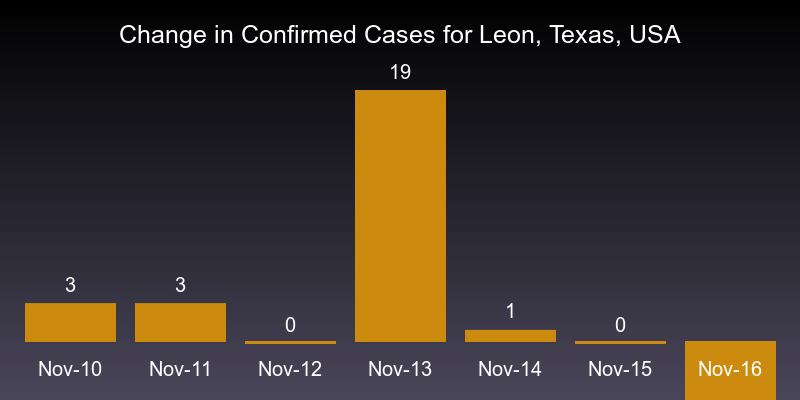 Change in Confirmed Cases for Leon, Texas, USA
19
3 3 0 1 0
Nov-10 Nov-11 Nov-12 Nov-13 Nov-14 Nov-15 Nov-16